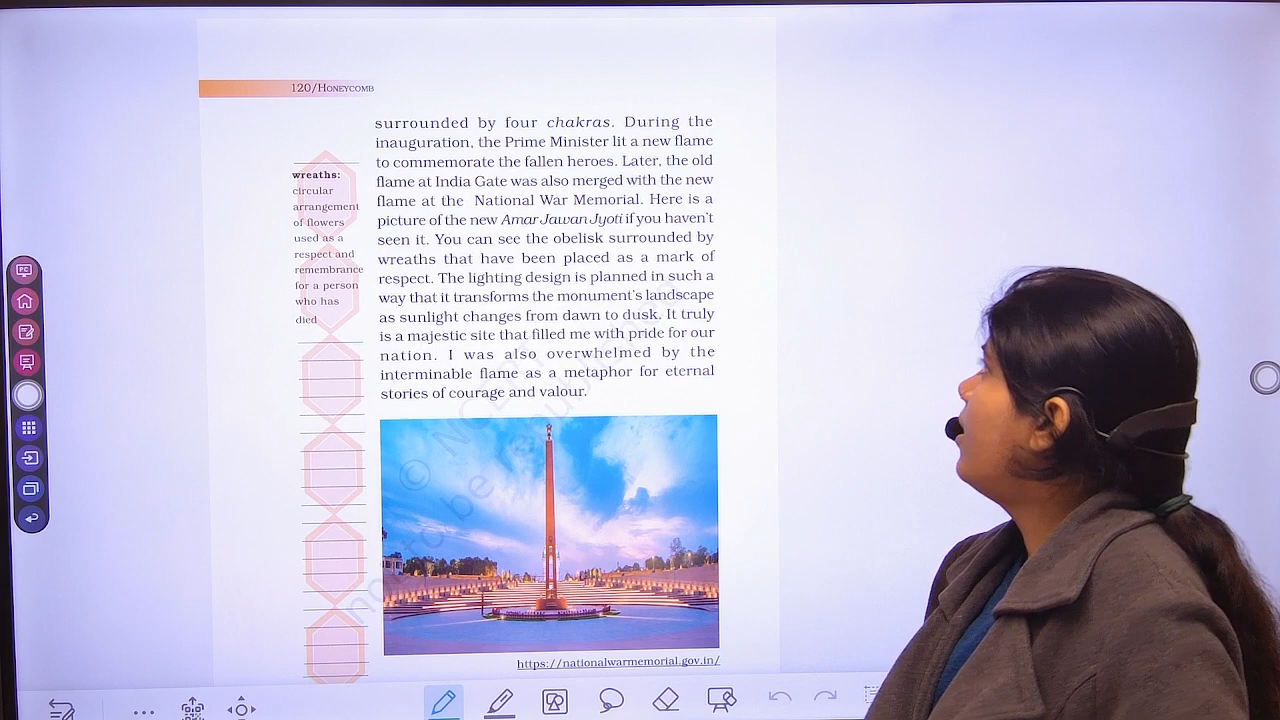 120/HONEYCOMB
surrounded by four chakras. During the
inauguration, the Prime Minister lit a new flame
to commemorate the fallen heroes. Later, the old
flame at India Gate was also merged with the new
flame at the National War Memorial. Here is a
picture of the new Amar Jawan Jyoti if you haven't
seen it. You can see the obelisk surrounded by
wreaths that have been placed as a mark of
respect. The lighting design is planned in such a
way that it transforms the monument's landscape
as sunlight changes from dawn to dusk. It truly
is a majestic site that filled me with pride for our
nation. I was also overwhelmed by the
interminable flame as a metaphor for eternal
stories of courage and valour.
wreaths:
circular
arrangement
of flowers
used as a
respect and
remembrance
for a person
who has
died
https://nationalwarmemorial.gov.in/
PC